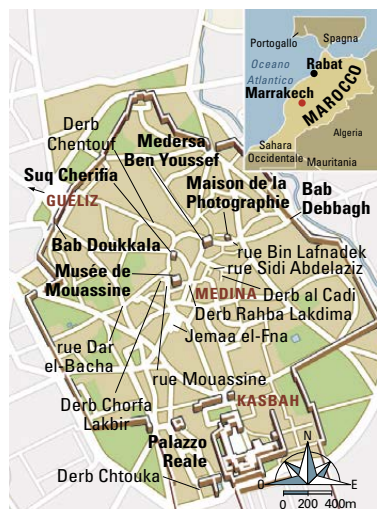 Portogallo
Spagna
Oceano
Atlantico
Rabat
Marrakech
MAROCCO
Algeria
Sahara
Occidentale
Mauritania
Derb
Chentouf
Medersa
Ben Youssef
Suq Cherifia
Maison de la
Photographie
Bab
Debbagh
GUÉLIZ
Bab Doukkala
rue Bin Lafnadek
rue Sidi Abdelaziz
Musée de
Mouassine
MEDINA
Derb al Cadi
Derb Rahba Lakdima
Jemaa el-Fna
rue Dar
el-Bacha
rue Mouassine
Derb Chorfa
Lakbir
KASBAH
Palazzo
Reale
Derb Chtouka
N
O
E
0 200 400m